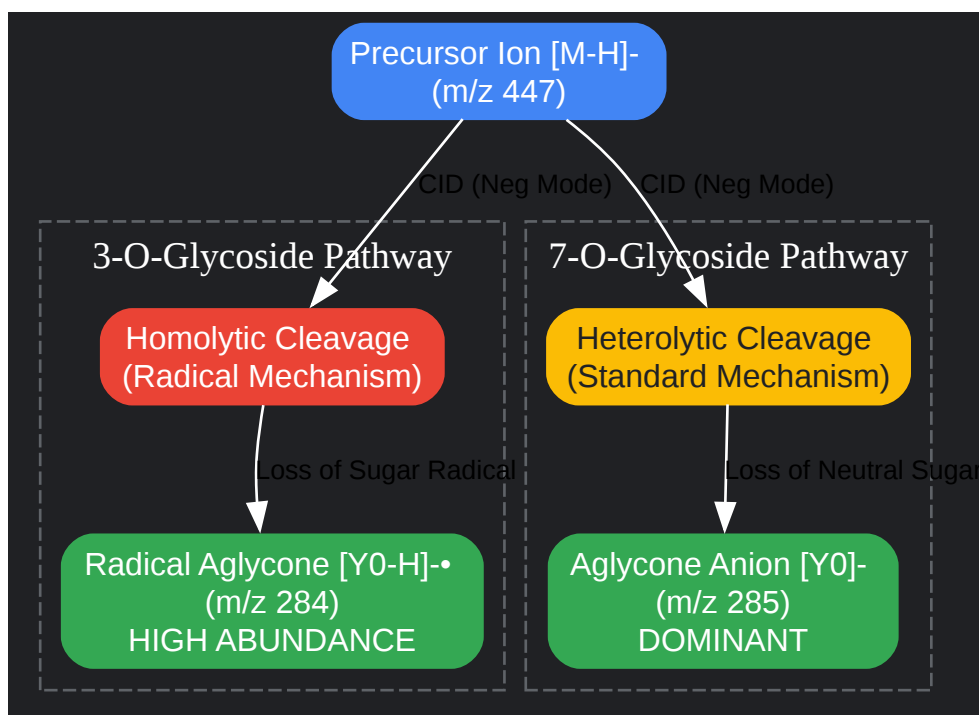 Precursor Ion [M-H]-
(m/z 447)
CID (Neg Mode)
CID (Neg Mode)
3-O-Glycoside Pathway
7-O-Glycoside Pathway
Homolytic Cleavage
(Radical Mechanism)
Heterolytic Cleavage
(Standard Mechanism)
Loss of Sugar Radical
Loss of Neutral Sugar
Radical Aglycone [Y0-H]-•
(m/z 284)
HIGH ABUNDANCE
Aglycone Anion [Y0]-
(m/z 285)
DOMINANT